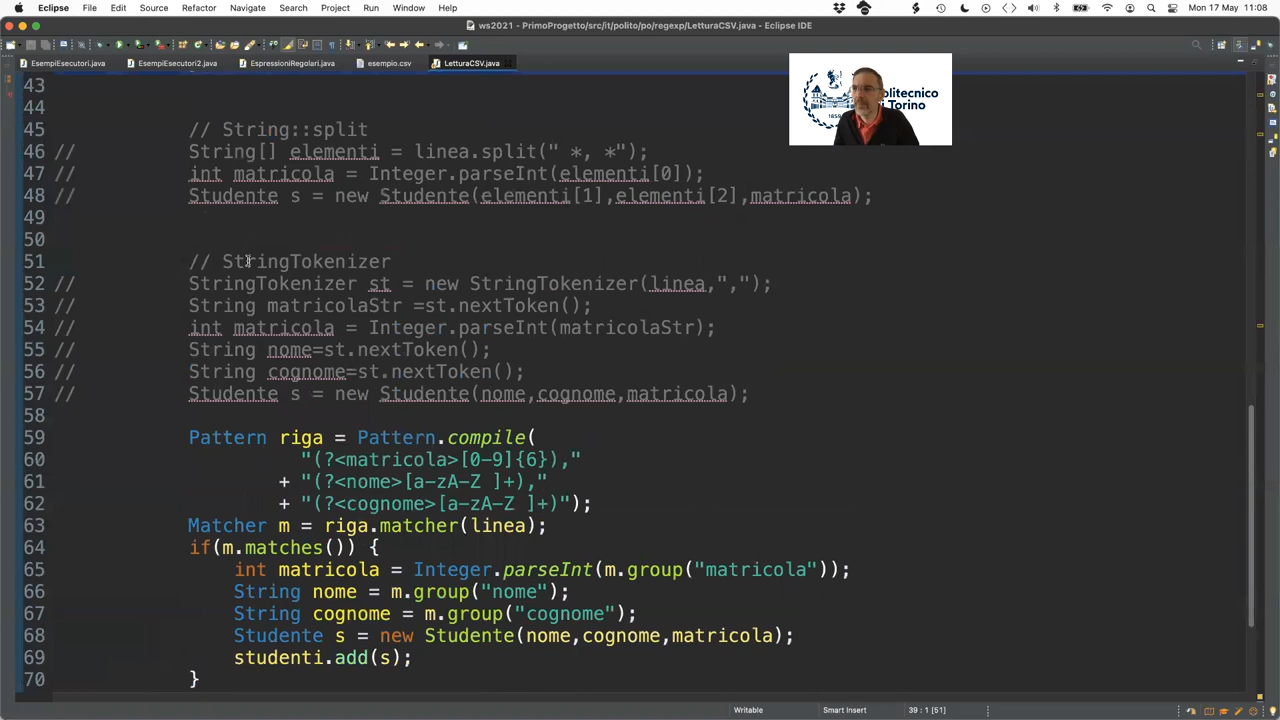 Eclipse File Edit Source Refactor Navigate Search Project Run Window Help Mon 17 May 11:08
ws2021 - PrimoProgetto/src/it/polito/po/regexp/LetturaCSV.java - Eclipse IDE
EsempiEsecutori.java EsempiEsecutori2.java EspressioniRegolari.java esempio.csv LetturaCSV.java
Politecnico
di Torino
1859
43
44
45 // String::split
46 // String[] elementi = linea.split(" *, *");
47 // int matricola = Integer.parseInt(elementi[0]);
48 // Studente s = new Studente(elementi[1],elementi[2],matricola);
49
50
51 // StringTokenizer
52 // StringTokenizer st = new StringTokenizer(linea,",");
53 // String matricolaStr =st.nextToken();
54 // int matricola = Integer.parseInt(matricolaStr);
55 // String nome=st.nextToken();
56 // String cognome=st.nextToken();
57 // Studente s = new Studente(nome,cognome,matricola);
58
59 Pattern riga = Pattern.compile(
60 "(?<matricola>[0-9]{6}),"
61 + "(?<nome>[a-zA-Z ]+),"
62 + "(?<cognome>[a-zA-Z ]+)");
63 Matcher m = riga.matcher(linea);
64 if(m.matches()) {
65 int matricola = Integer.parseInt(m.group("matricola"));
66 String nome = m.group("nome");
67 String cognome = m.group("cognome");
68 Studente s = new Studente(nome,cognome,matricola);
69 studenti.add(s);
70 }
Writable Smart Insert 39 : 1 [51]